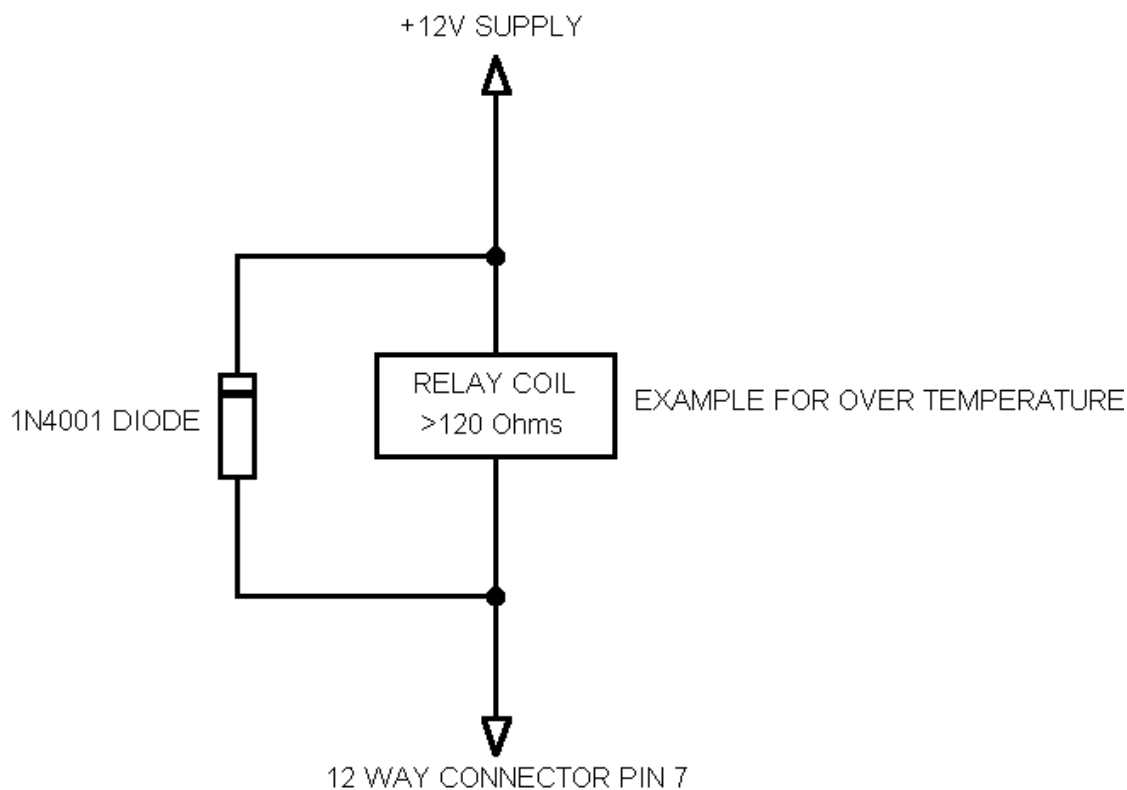 +12V SUPPLY
RELAY COIL
>120 Ohms
EXAMPLE FOR OVER TEMPERATURE
1N4001 DIODE
12 WAY CONNECTOR PIN 7